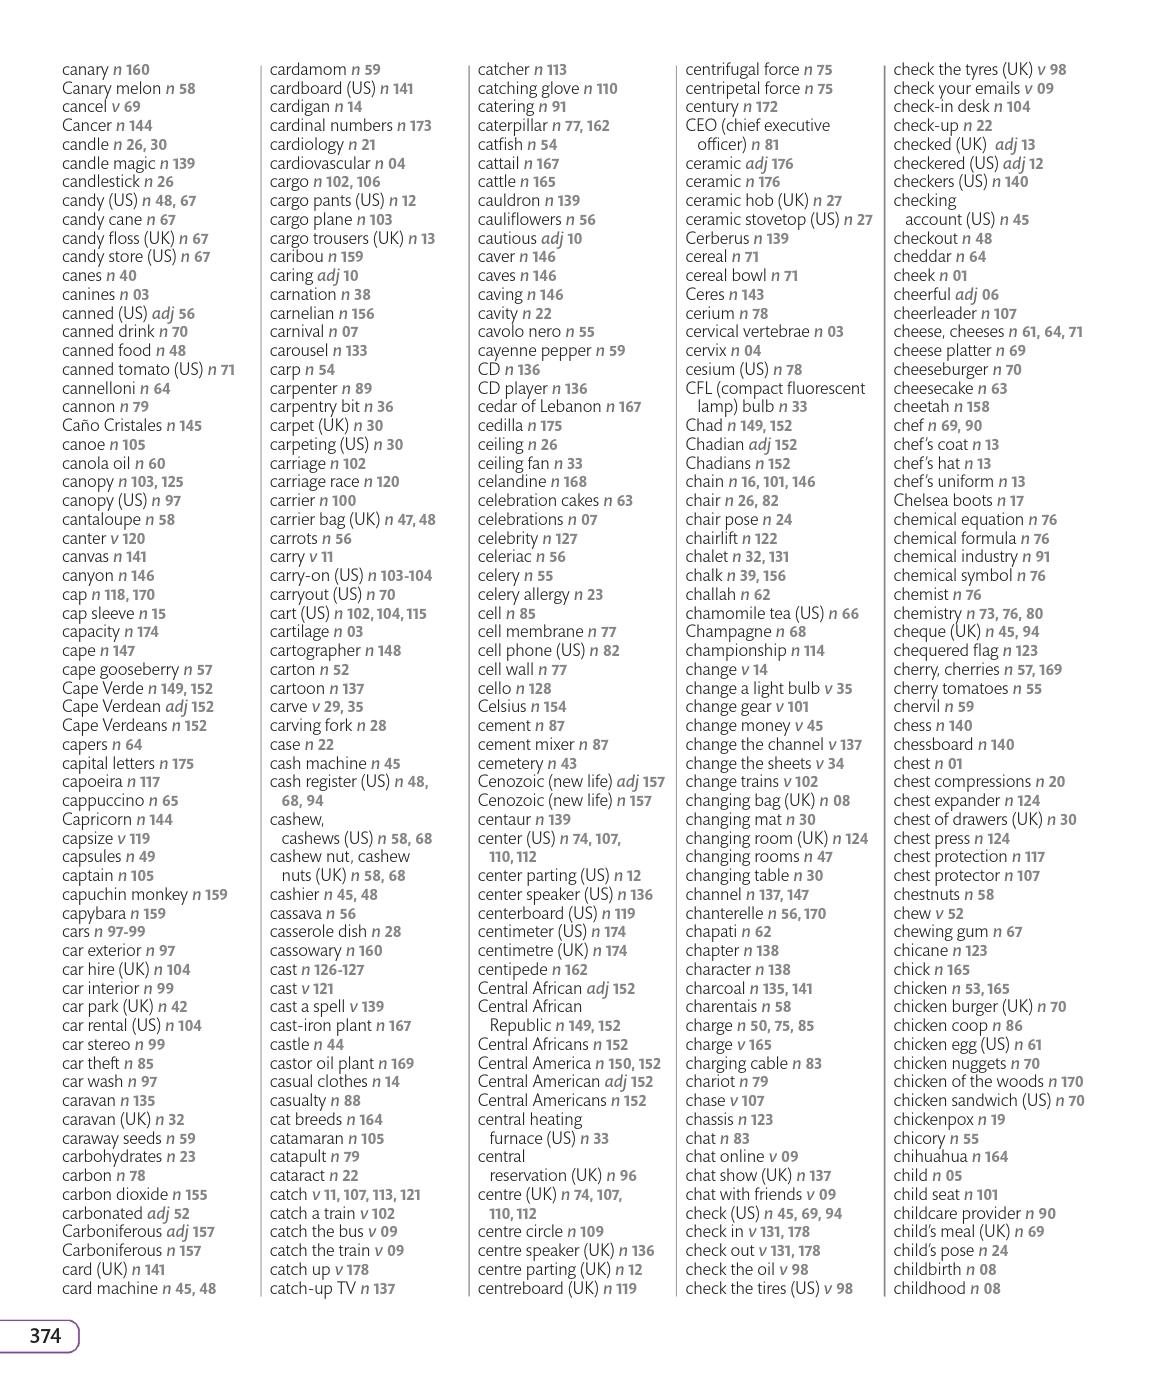 canary n 160
Canary melon n 58
cancel v 69
Cancer n 144
candle n 26, 30
candle magic n 139
candlestick n 26
candy (US) n 48, 67
candy cane n 67
candy floss (UK) n 67
candy store (US) n 67
canes n 40
canines n 03
canned (US) adj 56
canned drink n 70
canned food n 48
canned tomato (US) n 71
cannelloni n 64
cannon n 79
Caño Cristales n 145
canoe n 105
canola oil n 60
canopy n 103, 125
canopy (US) n 97
cantaloupe n 58
canter v 120
canvas n 141
canyon n 146
cap n 118, 170
cap sleeve n 15
capacity n 174
cape n 147
cape gooseberry n 57
Cape Verde n 149, 152
Cape Verdean adj 152
Cape Verdeans n 152
capers n 64
capital letters n 175
capoeira n 117
cappuccino n 65
Capricorn n 144
capsize v 119
capsules n 49
captain n 105
capuchin monkey n 159
capybara n 159
cars n 97-99
car exterior n 97
car hire (UK) n 104
car interior n 99
car park (UK) n 42
car rental (US) n 104
car stereo n 99
car theft n 85
car wash n 97
caravan n 135
caravan (UK) n 32
caraway seeds n 59
carbohydrates n 23
carbon n 78
carbon dioxide n 155
carbonated adj 52
Carboniferous adj 157
Carboniferous n 157
card (UK) n 141
card machine n 45, 48
cardamom n 59
cardboard (US) n 141
cardigan n 14
cardinal numbers n 173
cardiology n 21
cardiovascular n 04
cargo n 102, 106
cargo pants (US) n 12
cargo plane n 103
cargo trousers (UK) n 13
caribou n 159
caring adj 10
carnation n 38
carnelian n 156
carnival n 07
carousel n 133
carp n 54
carpenter n 89
carpentry bit n 36
carpet (UK) n 30
carpeting (US) n 30
carriage n 102
carriage race n 120
carrier n 100
carrier bag (UK) n 47, 48
carrots n 56
carry v 11
carry-on (US) n 103-104
carryout (US) n 70
cart (US) n 102, 104, 115
cartilage n 03
cartographer n 148
carton n 52
cartoon n 137
carve v 29, 35
carving fork n 28
case n 22
cash machine n 45
cash register (US) n 48,
68, 94
cashew,
cashews (US) n 58, 68
cashew nut, cashew
nuts (UK) n 58, 68
cashier n 45, 48
cassava n 56
casserole dish n 28
cassowary n 160
cast n 126-127
cast v 121
cast a spell v 139
cast-iron plant n 167
castle n 44
castor oil plant n 169
casual clothes n 14
casualty n 88
cat breeds n 164
catamaran n 105
catapult n 79
cataract n 22
catch v 11, 107, 113, 121
catch a train v 102
catch the bus v 09
catch the train v 09
catch up v 178
catch-up TV n 137
catcher n 113
catching glove n 110
catering n 91
caterpillar n 77, 162
catfish n 54
cattail n 167
cattle n 165
cauldron n 139
cauliflowers n 56
cautious adj 10
caver n 146
caves n 146
caving n 146
cavity n 22
cavolo nero n 55
cayenne pepper n 59
CD n 136
CD player n 136
cedar of Lebanon n 167
cedilla n 175
ceiling n 26
ceiling fan n 33
celandine n 168
celebration cakes n 63
celebrations n 07
celebrity n 127
celeriac n 56
celery n 55
celery allergy n 23
cell n 85
cell membrane n 77
cell phone (US) n 82
cell wall n 77
cello n 128
Celsius n 154
cement n 87
cement mixer n 87
cemetery n 43
Cenozoic (new life) adj 157
Cenozoic (new life) n 157
centaur n 139
center (US) n 74, 107,
110, 112
center parting (US) n 12
center speaker (US) n 136
centerboard (US) n 119
centimeter (US) n 174
centimetre (UK) n 174
centipede n 162
Central African adj 152
Central African
Republic n 149, 152
Central Africans n 152
Central America n 150, 152
Central American adj 152
Central Americans n 152
central heating
furnace (US) n 33
central
reservation (UK) n 96
centre (UK) n 74, 107,
110, 112
centre circle n 109
centre speaker (UK) n 136
centre parting (UK) n 12
centreboard (UK) n 119
centrifugal force n 75
centripetal force n 75
century n 172
CEO (chief executive
officer) n 81
ceramic adj 176
ceramic n 176
ceramic hob (UK) n 27
ceramic stovetop (US) n 27
Cerberus n 139
cereal n 71
cereal bowl n 71
Ceres n 143
cerium n 78
cervical vertebrae n 03
cervix n 04
cesium (US) n 78
CFL (compact fluorescent
lamp) bulb n 33
Chad n 149, 152
Chadian adj 152
Chadians n 152
chain n 16, 101, 146
chair n 26, 82
chair pose n 24
chairlift n 122
chalet n 32, 131
chalk n 39, 156
challah n 62
chamomile tea (US) n 66
Champagne n 68
championship n 114
change v 14
change a light bulb v 35
change gear v 101
change money v 45
change the channel v 137
change the sheets v 34
change trains v 102
changing bag (UK) n 08
changing mat n 30
changing room (UK) n 124
changing rooms n 47
changing table n 30
channel n 137, 147
chanterelle n 56, 170
chapati n 62
chapter n 138
character n 138
charcoal n 135, 141
charentais n 58
charge n 50, 75, 85
charge v 165
charging cable n 83
chariot n 79
chase v 107
chassis n 123
chat n 83
chat online v 09
chat show (UK) n 137
chat with friends v 09
check (US) n 45, 69, 94
check in v 131, 178
check out v 131, 178
check the oil v 98
check the tires (US) v 98
check the tyres (UK) v 98
check your emails v 09
check-in desk n 104
check-up n 22
checked (UK) adj 13
checkered (US) adj 12
checkers (US) n 140
checking
account (US) n 45
checkout n 48
cheddar n 64
cheek n 01
cheerful adj 06
cheerleader n 107
cheese, cheeses n 61, 64, 71
cheese platter n 69
cheeseburger n 70
cheesecake n 63
cheetah n 158
chef n 69, 90
chef's coat n 13
chef's hat n 13
chef's uniform n 13
Chelsea boots n 17
chemical equation n 76
chemical formula n 76
chemical industry n 91
chemical symbol n 76
chemist n 76
chemistry n 73, 76, 80
cheque (UK) n 45, 94
chequered flag n 123
cherry, cherries n 57, 169
cherry tomatoes n 55
chervil n 59
chess n 140
chessboard n 140
chest n 01
chest compressions n 20
chest expander n 124
chest of drawers (UK) n 30
chest press n 124
chest protection n 117
chest protector n 107
chestnuts n 58
chew v 52
chewing gum n 67
chicane n 123
chick n 165
chicken n 53, 165
chicken burger (UK) n 70
chicken coop n 86
chicken egg (US) n 61
chicken nuggets n 70
chicken of the woods n 170
chicken sandwich (US) n 70
chickenpox n 19
chicory n 55
chihuahua n 164
child n 05
child seat n 101
childcare provider n 90
child's meal (UK) n 69
child's pose n 24
childbirth n 08
childhood n 08
374